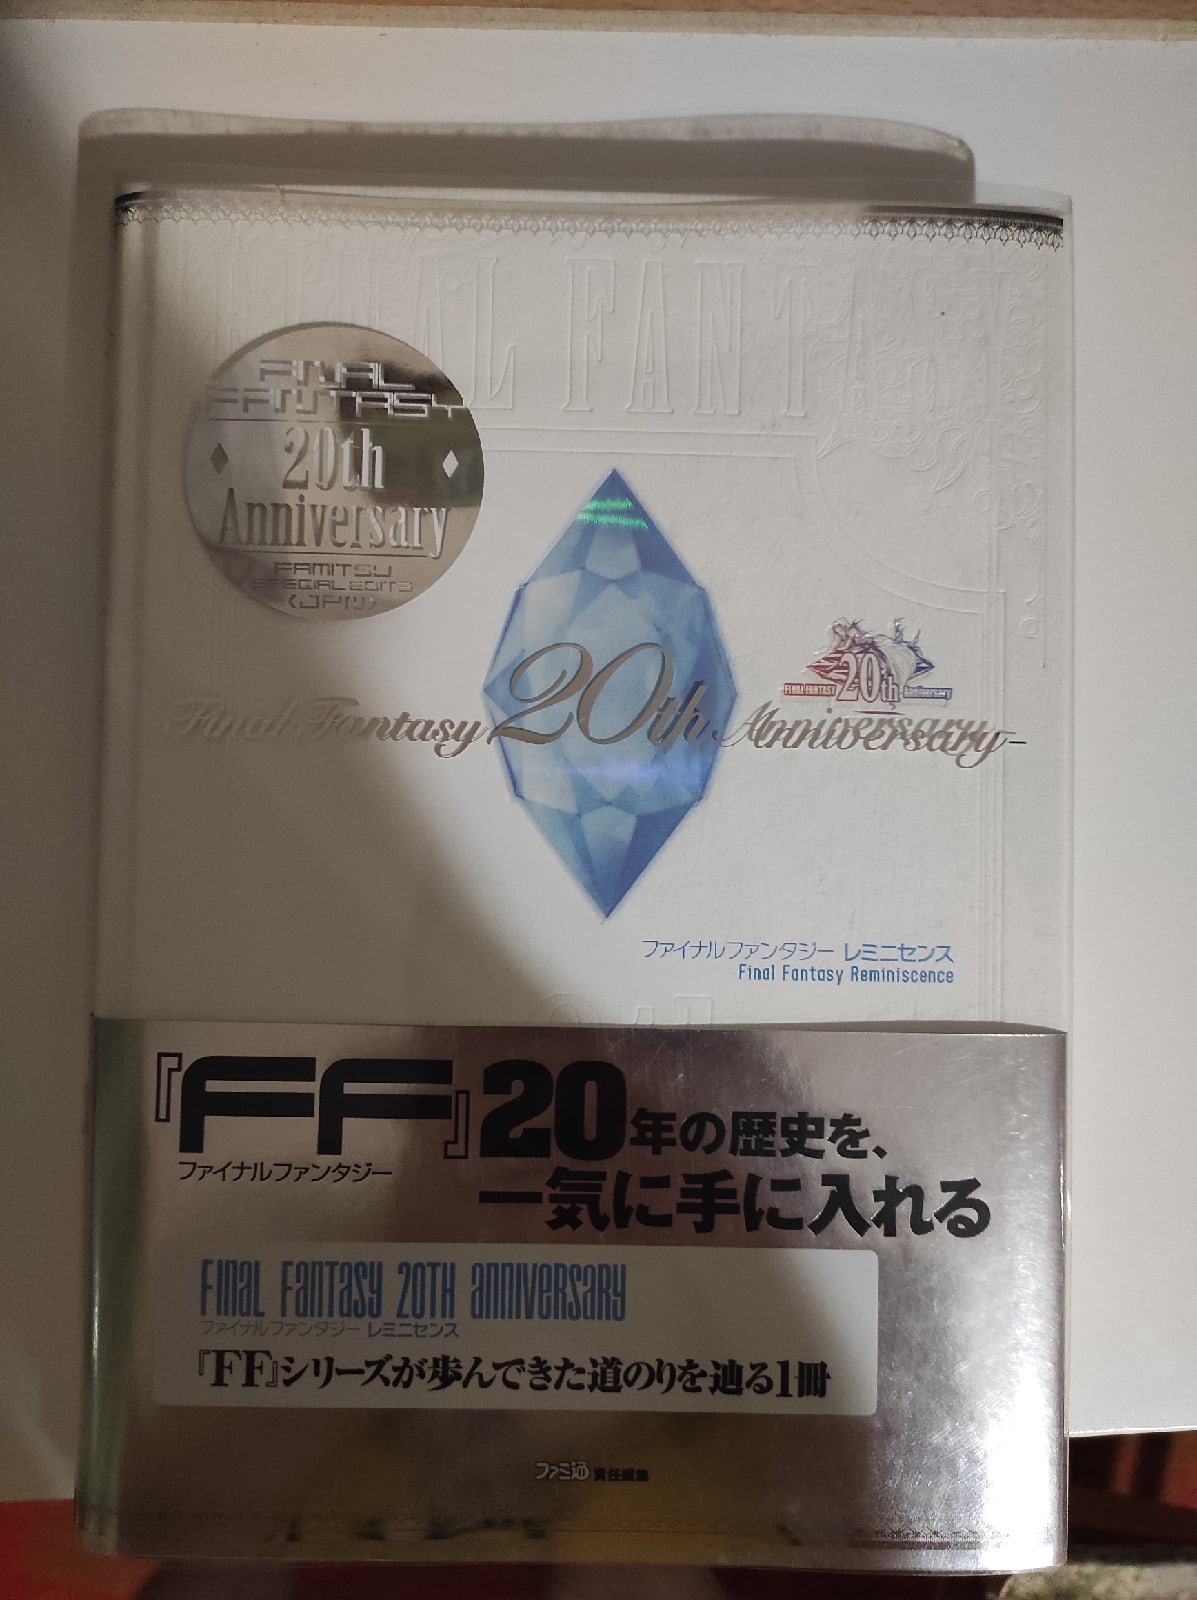 FINAL FANTASY
FINAL
FANTASY
20th
Anniversary
FAMITSU
〈JPN〉
FINAL FANTASY 20th Anniversary
Final Fantasy 20th Anniversary
ファイナルファンタジー レミニセンス
Final Fantasy Reminiscence
『FF』20年の歴史を、
ファイナルファンタジー
一気に手に入れる
FINAL FANTASY 20TH ANNIVERSARY
ファイナルファンタジー レミニセンス
『FF』シリーズが歩んできた道のりを辿る1冊
ファミ通 責任編集